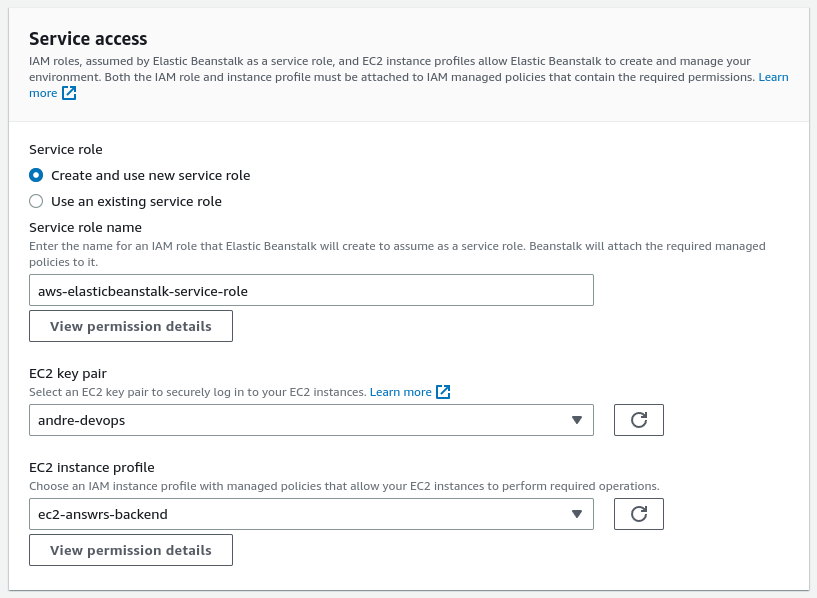 Service access
IAM roles, assumed by Elastic Beanstalk as a service role, and EC2 instance profiles allow Elastic Beanstalk to create and manage your
environment. Both the IAM role and instance profile must be attached to IAM managed policies that contain the required permissions. Learn
more
Service role
Create and use new service role
Use an existing service role
Service role name
Enter the name for an IAM role that Elastic Beanstalk will create to assume as a service role. Beanstalk will attach the required managed
policies to it.
aws-elasticbeanstalk-service-role
View permission details
EC2 key pair
Select an EC2 key pair to securely log in to your EC2 instances. Learn more
andre-devops
EC2 instance profile
Choose an IAM instance profile with managed policies that allow your EC2 instances to perform required operations.
ec2-answrs-backend
View permission details